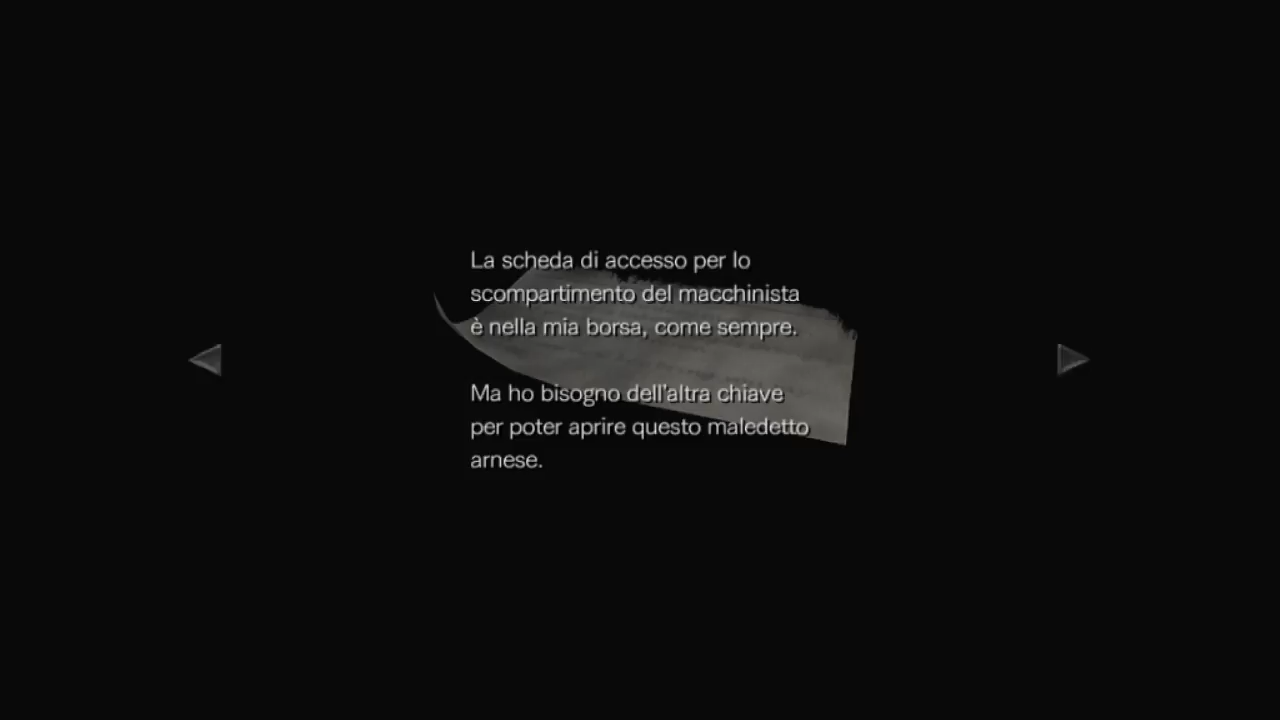 La scheda di accesso per lo
scompartimento del macchinista
è nella mia borsa, come sempre.
Ma ho bisogno dell'altra chiave
per poter aprire questo maledetto
arnese.